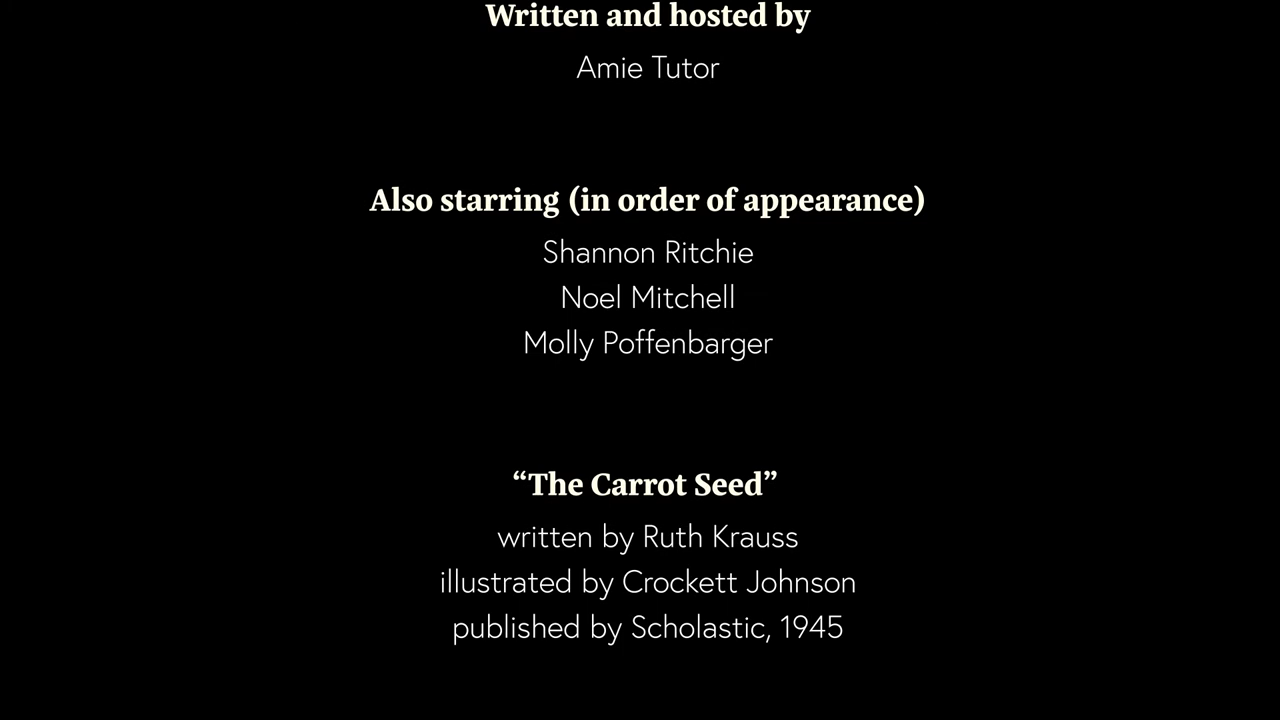 Written and hosted by
Amie Tutor
Also starring (in order of appearance)
Shannon Ritchie
Noel Mitchell
Molly Poffenbarger
“The Carrot Seed”
written by Ruth Krauss
illustrated by Crockett Johnson
published by Scholastic, 1945